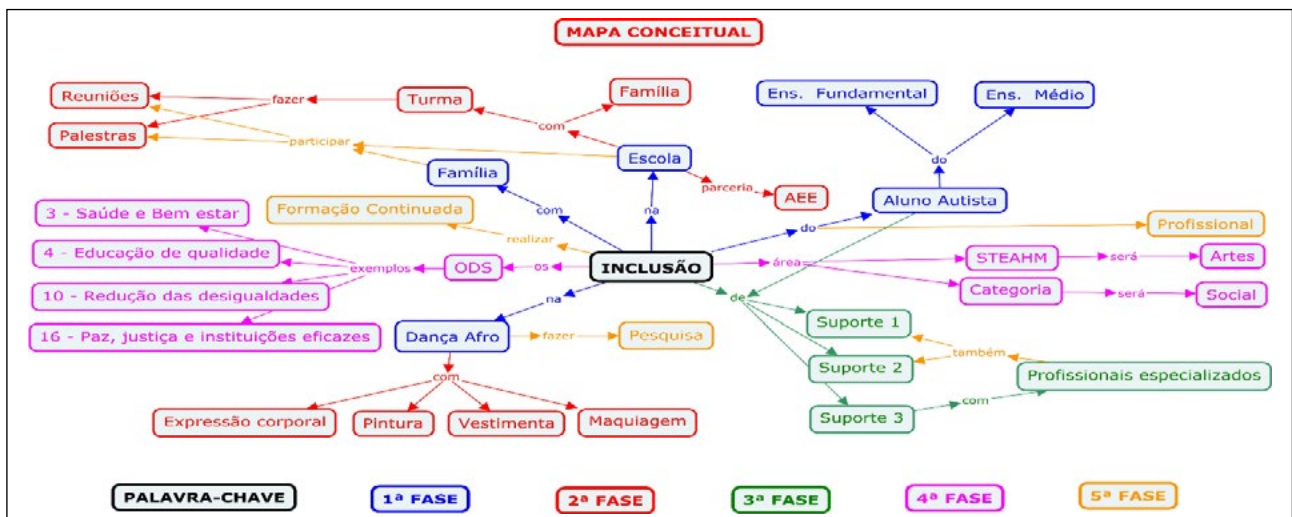 MAPA CONCEITUAL
Reuniões
fazer
Turma
Família
Ens. Fundamental
Ens. Médio
Palestras
com
participar
Escola
do
Família
parceria
AEE
Aluno Autista
3 - Saúde e Bem estar
Formação Continuada
com
na
do
Profissional
realizar
4 - Educação de qualidade
exemplos
ODS
os
INCLUSÃO
área
STEAHM
será
Artes
10 - Redução das desigualdades
na
de
Categoria
será
Social
16 - Paz, justiça e instituições eficazes
Dança Afro
fazer
Pesquisa
Suporte 1
também
com
Suporte 2
Profissionais especializados
Expressão corporal
Pintura
Vestimenta
Maquiagem
Suporte 3
com
PALAVRA-CHAVE
1ª FASE
2ª FASE
3ª FASE
4ª FASE
5ª FASE